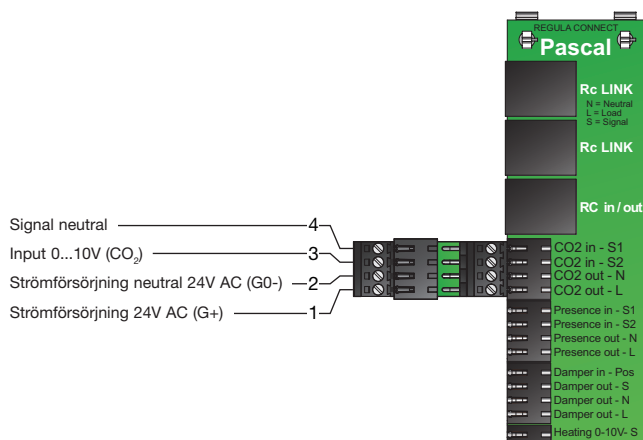 REGULA CONNECT
Pascal
Rc LINK
N = Neutral
L = Load
S = Signal
Rc LINK
RC in / out
Signal neutral 4
Input 0...10V (CO₂) 3
Strömförsörjning neutral 24V AC (G0-) 2
Strömförsörjning 24V AC (G+) 1
CO2 in - S1
CO2 in - S2
CO2 out - N
CO2 out - L
Presence in - S1
Presence in - S2
Presence out - N
Presence out - L
Damper in - Pos
Damper out - S
Damper out - N
Damper out - L
Heating 0-10V- S